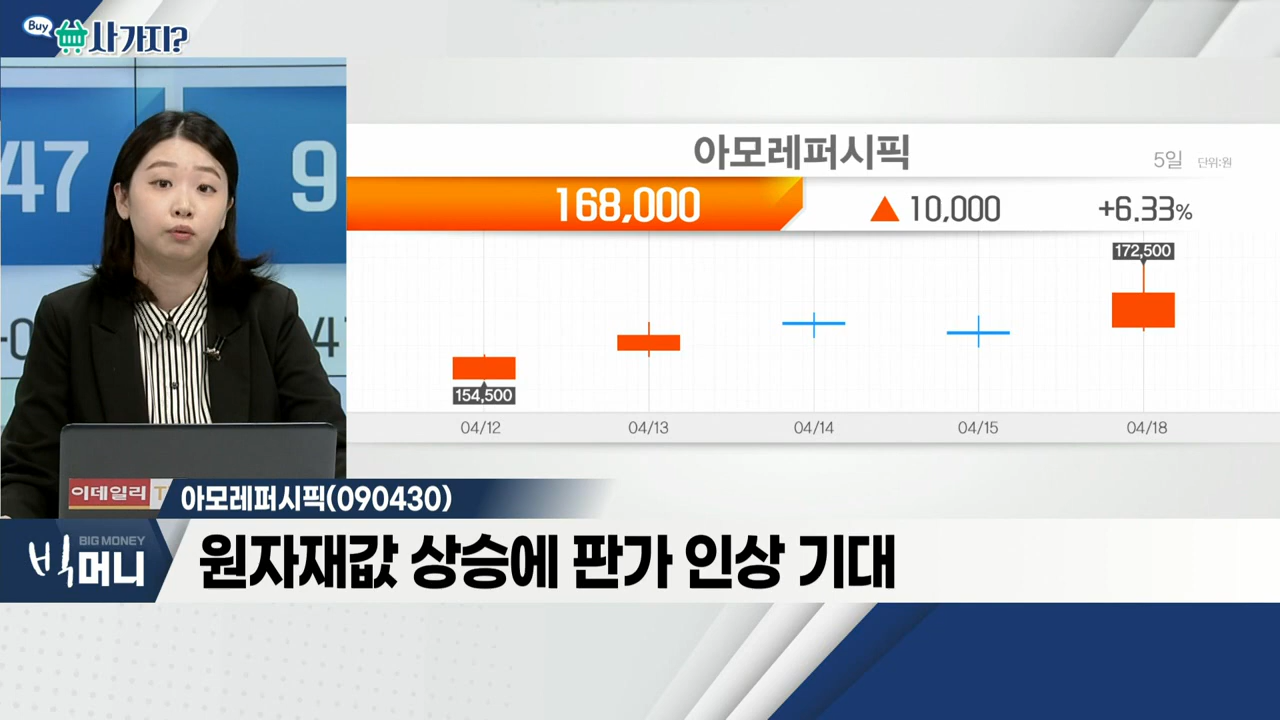 Buy 사가지?
47
9
-0
47
아모레퍼시픽
5일 단위:원
168,000 ▲ 10,000 +6.33%
172,500
154,500
04/12 04/13 04/14 04/15 04/18
이데일리 T
아모레퍼시픽(090430)
BIG MONEY
빅머니
원자재값 상승에 판가 인상 기대